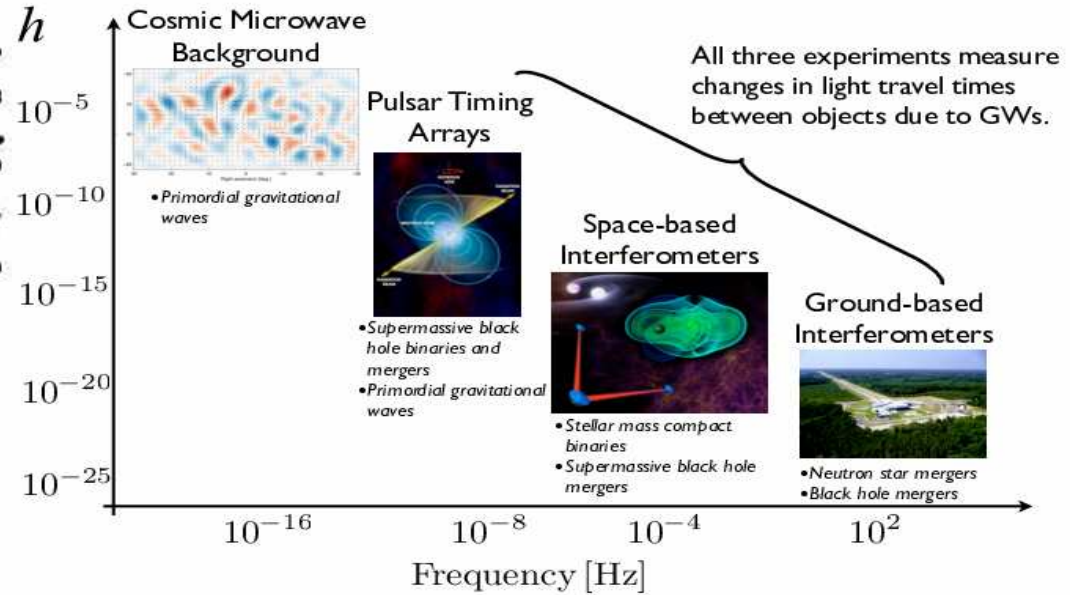 h
Cosmic Microwave
Background
10^{-5}
10^{-10}
10^{-15}
10^{-20}
10^{-25}
•Primordial gravitational
waves
Pulsar Timing
Arrays
•Supermassive black
hole binaries and
mergers
•Primordial gravitational
waves
All three experiments measure
changes in light travel times
between objects due to GWs.
Space-based
Interferometers
•Stellar mass compact
binaries
•Supermassive black hole
mergers
Ground-based
Interferometers
•Neutron star mergers
•Black hole mergers
10^{-16}
10^{-8}
10^{-4}
10^{2}
Frequency [Hz]